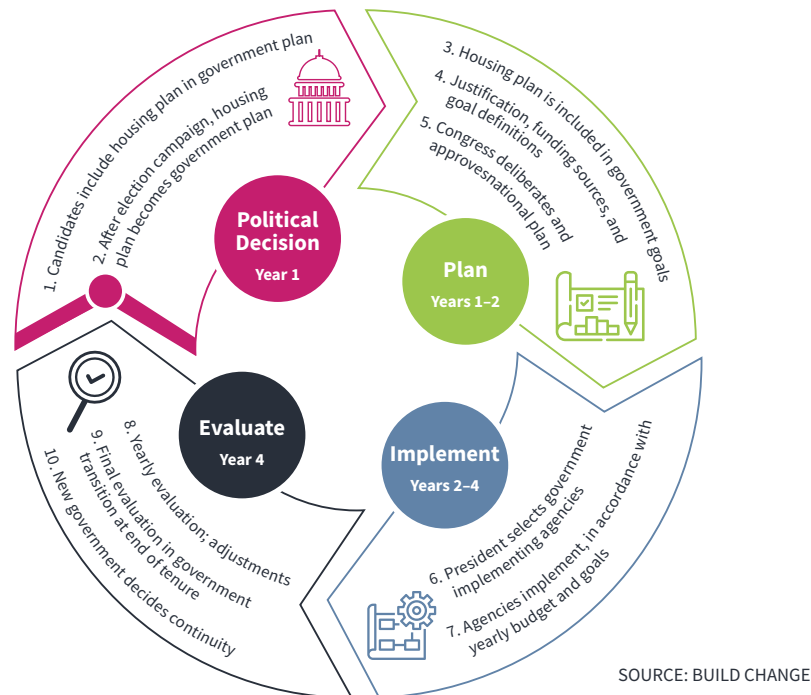 1. Candidates include housing plan in government plan
2. After election campaign, housing
plan becomes government plan
Political
Decision
Year 1
3. Housing plan is included in government goals
4. Justification, funding sources, and
goal definitions
5. Congress deliberates and
approvesnational plan
Plan
Years 1–2
Implement
Years 2–4
6. President selects government
implementing agencies
7. Agencies implement, in accordance with
yearly budget and goals
Evaluate
Year 4
8. Yearly evaluation; adjustments
9. Final evaluation in government
transition at end of tenure
10. New government decides continuity
SOURCE: BUILD CHANGE